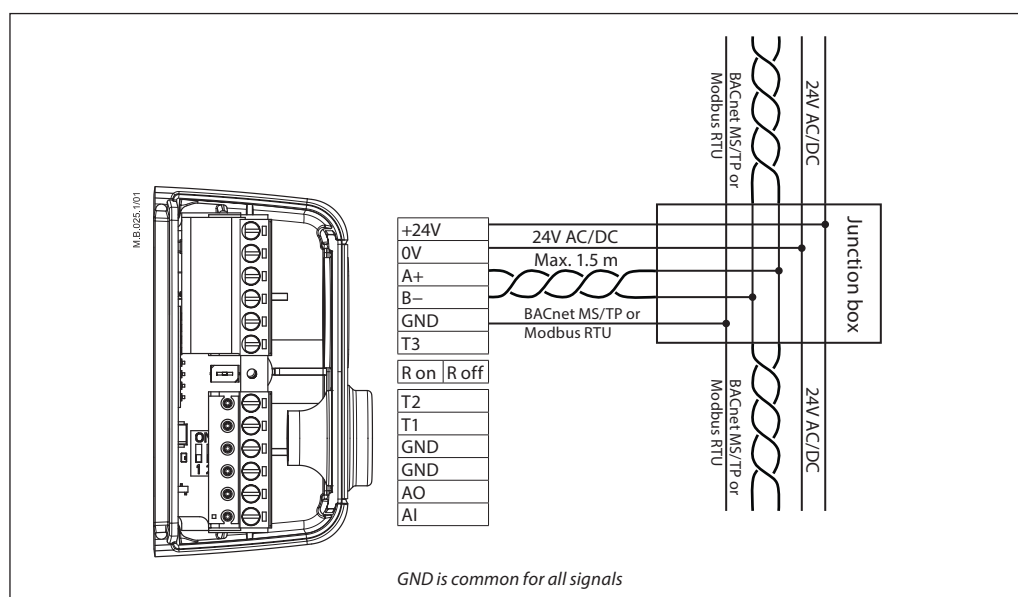 M.B.025.1/01
+24V
0V
A+
B−
GND
T3
R on R off
T2
T1
GND
GND
AO
AI
24V AC/DC
Max. 1.5 m
BACnet MS/TP or
Modbus RTU
BACnet MS/TP or
Modbus RTU
24V AC/DC
Junction box
BACnet MS/TP or
Modbus RTU
24V AC/DC
ON
1
GND is common for all signals